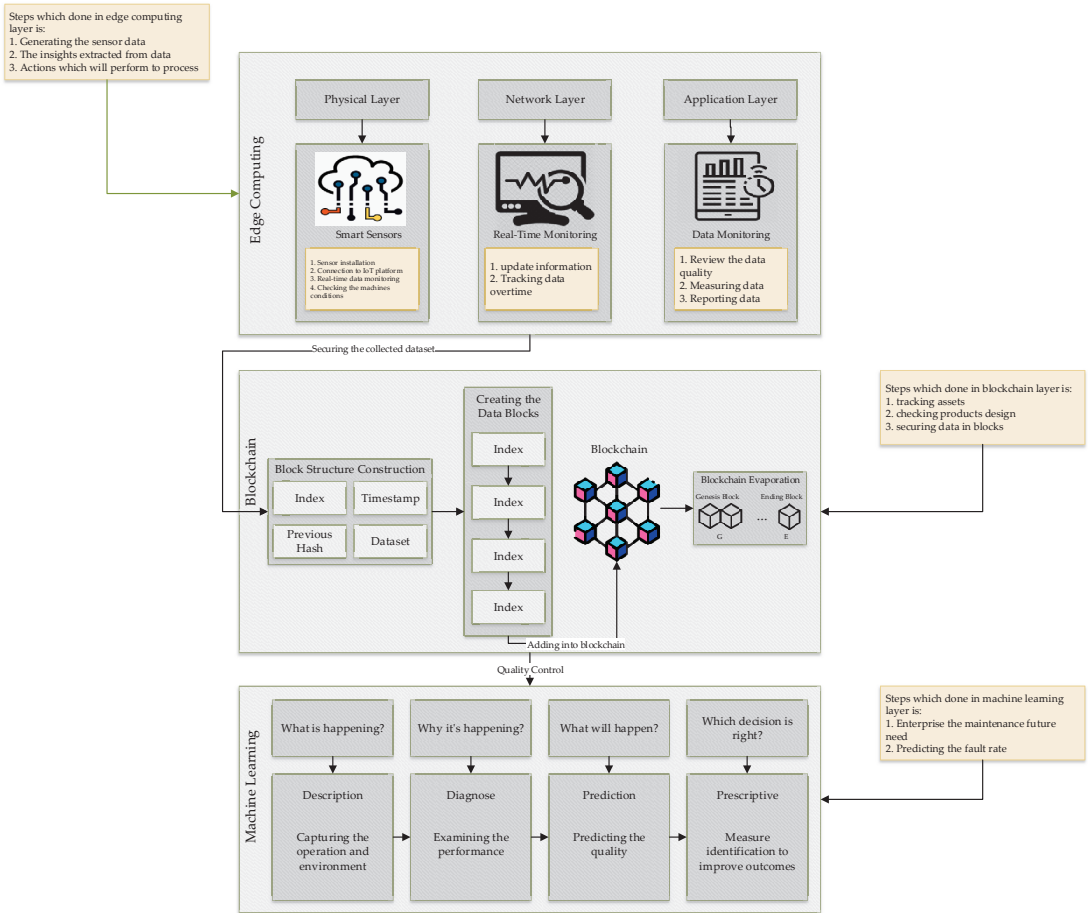 Steps which done in edge computing
layer is:
1. Generating the sensor data
2. The insights extracted from data
3. Actions which will perform to process
Edge Computing
Physical Layer
Network Layer
Application Layer
Smart Sensors
1. Sensor installation
2. Connection to IoT platform
3. Real-time data monitoring
4. Checking the machines
conditions
Real-Time Monitoring
1. update information
2. Tracking data
overtime
Data Monitoring
1. Review the data
quality
2. Measuring data
3. Reporting data
Securing the collected dataset
Blockchain
Block Structure Construction
Index
Timestamp
Previous
Hash
Dataset
Creating the
Data Blocks
Index
Index
Index
Index
Adding into blockchain
Blockchain
Blockchain Evaporation
Genesis Block
Ending Block
...
G
E
Steps which done in blockchain layer is:
1. tracking assets
2. checking products design
3. securing data in blocks
Quality Control
Machine Learning
What is happening?
Why it's happening?
What will happen?
Which decision is
right?
Description
Capturing the
operation and
environment
Diagnose
Examining the
performance
Prediction
Predicting the
quality
Prescriptive
Measure
identification to
improve outcomes
Steps which done in machine learning
layer is:
1. Enterprise the maintenance future
need
2. Predicting the fault rate